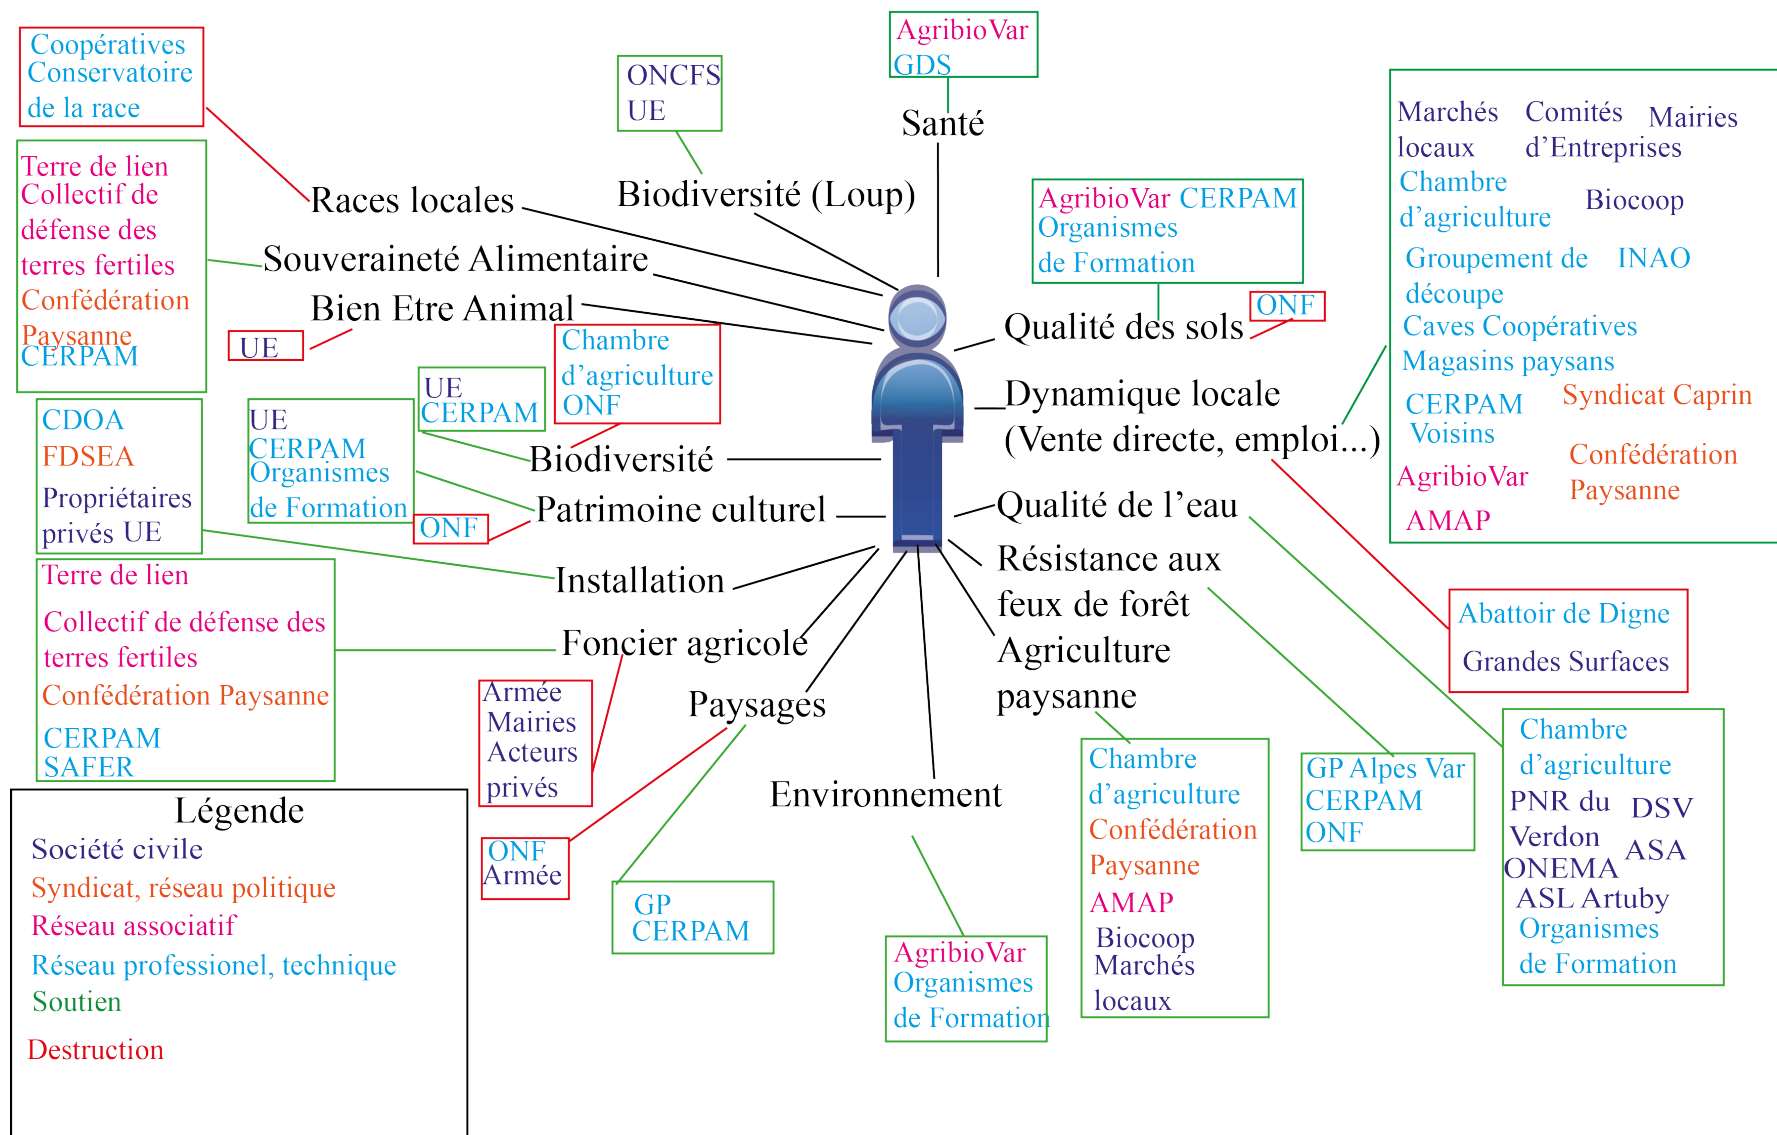 Coopératives
Conservatoire
de la race
Terre de lien
Collectif de
défense des
terres fertiles
Confédération
Paysanne
CERPAM
ONCFS
UE
AgribioVar
GDS
Santé
Biodiversité (Loup)
Races locales
Souveraineté Alimentaire
Bien Etre Animal
UE
AgribioVar CERPAM
Organismes
de Formation
Qualité des sols
ONF
Marchés
locaux
Comités
d’Entreprises
Mairies
Chambre
d’agriculture
Biocoop
Groupement de
découpe
INAO
Caves Coopératives
Magasins paysans
CERPAM
Voisins
Syndicat Caprin
AgribioVar
Confédération
Paysanne
AMAP
Dynamique locale
(Vente directe, emploi...)
Chambre
d’agriculture
ONF
UE
CERPAM
Biodiversité
UE
CERPAM
Organismes
de Formation
ONF
Patrimoine culturel
CDOA
FDSEA
Propriétaires
privés UE
Installation
Qualité de l’eau
Résistance aux
feux de forêt
Agriculture
paysanne
Terre de lien
Collectif de défense des
terres fertiles
Confédération Paysanne
CERPAM
SAFER
Foncier agricole
Armée
Mairies
Acteurs
privés
Paysages
ONF
Armée
GP
CERPAM
Environnement
AgribioVar
Organismes
de Formation
Chambre
d’agriculture
Confédération
Paysanne
AMAP
Biocoop
Marchés
locaux
GP Alpes Var
CERPAM
ONF
Abattoir de Digne
Grandes Surfaces
Chambre
d’agriculture
PNR du
Verdon
DSV
ASA
ONEMA
ASL Artuby
Organismes
de Formation
Légende
Société civile
Syndicat, réseau politique
Réseau associatif
Réseau professionel, technique
Soutien
Destruction